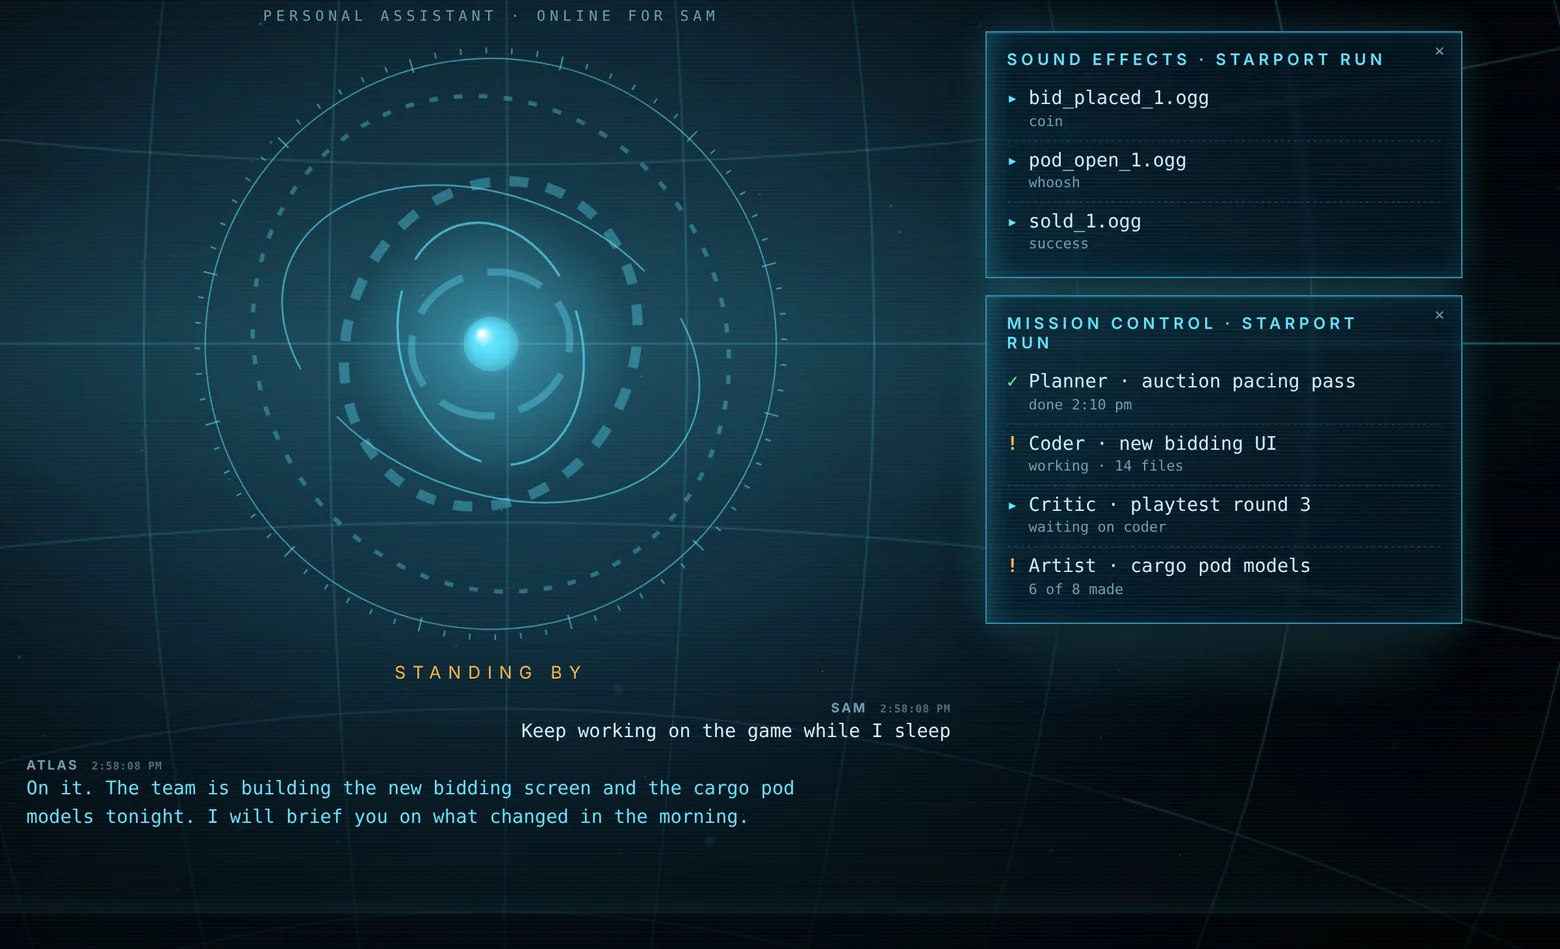 PERSONAL ASSISTANT · ONLINE FOR SAM
SOUND EFFECTS · STARPORT RUN
×
▸ bid_placed_1.ogg
coin
▸ pod_open_1.ogg
whoosh
▸ sold_1.ogg
success
MISSION CONTROL · STARPORT
RUN
×
✓ Planner · auction pacing pass
done 2:10 pm
! Coder · new bidding UI
working · 14 files
▸ Critic · playtest round 3
waiting on coder
! Artist · cargo pod models
6 of 8 made
STANDING BY
SAM 2:58:08 PM
Keep working on the game while I sleep
ATLAS 2:58:08 PM
On it. The team is building the new bidding screen and the cargo pod
models tonight. I will brief you on what changed in the morning.